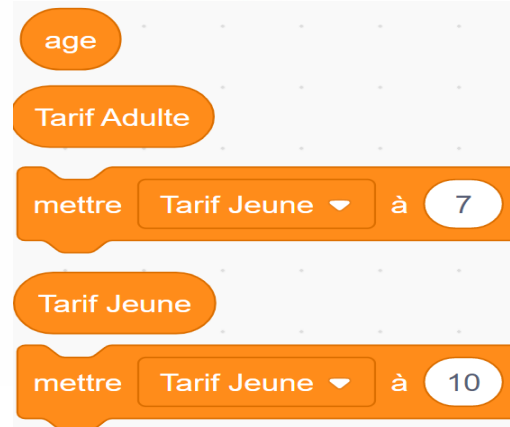 age
Tarif Adulte
mettre Tarif Jeune à 7
Tarif Jeune
mettre Tarif Jeune à 10